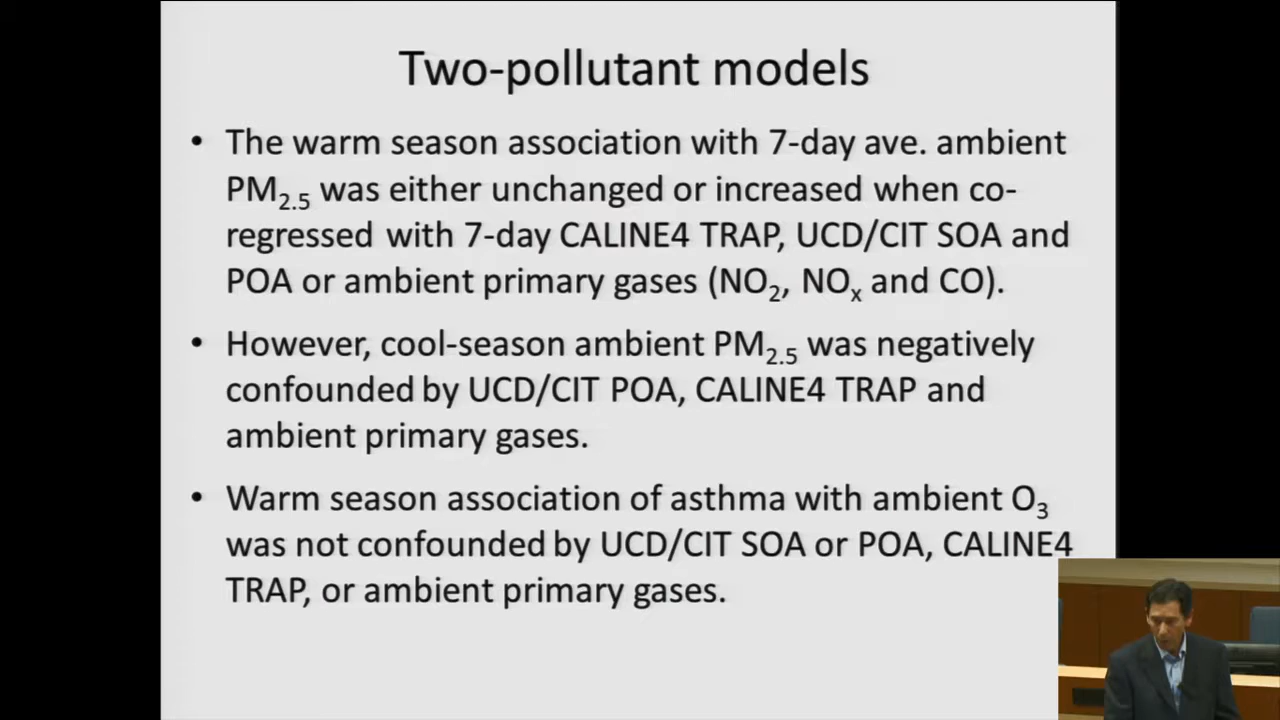 Two-pollutant models
• The warm season association with 7-day ave. ambient
PM2.5 was either unchanged or increased when co-
regressed with 7-day CALINE4 TRAP, UCD/CIT SOA and
POA or ambient primary gases (NO2, NOx and CO).
• However, cool-season ambient PM2.5 was negatively
confounded by UCD/CIT POA, CALINE4 TRAP and
ambient primary gases.
• Warm season association of asthma with ambient O3
was not confounded by UCD/CIT SOA or POA, CALINE4
TRAP, or ambient primary gases.